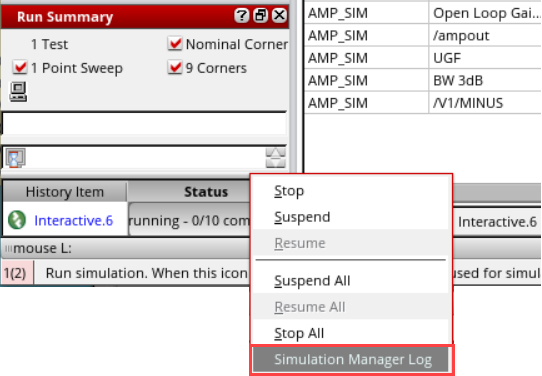 Run Summary
1 Test
Nominal Corner
1 Point Sweep
9 Corners
AMP_SIM Open Loop Gai...
AMP_SIM /ampout
AMP_SIM UGF
AMP_SIM BW 3dB
AMP_SIM /V1/MINUS
History Item Status
Interactive.6 running - 0/10 com
Stop
Suspend
Resume
Suspend All
Resume All
Stop All
Simulation Manager Log
Interactive.6
mouse L:
1(2) Run simulation. When this icon used for simul